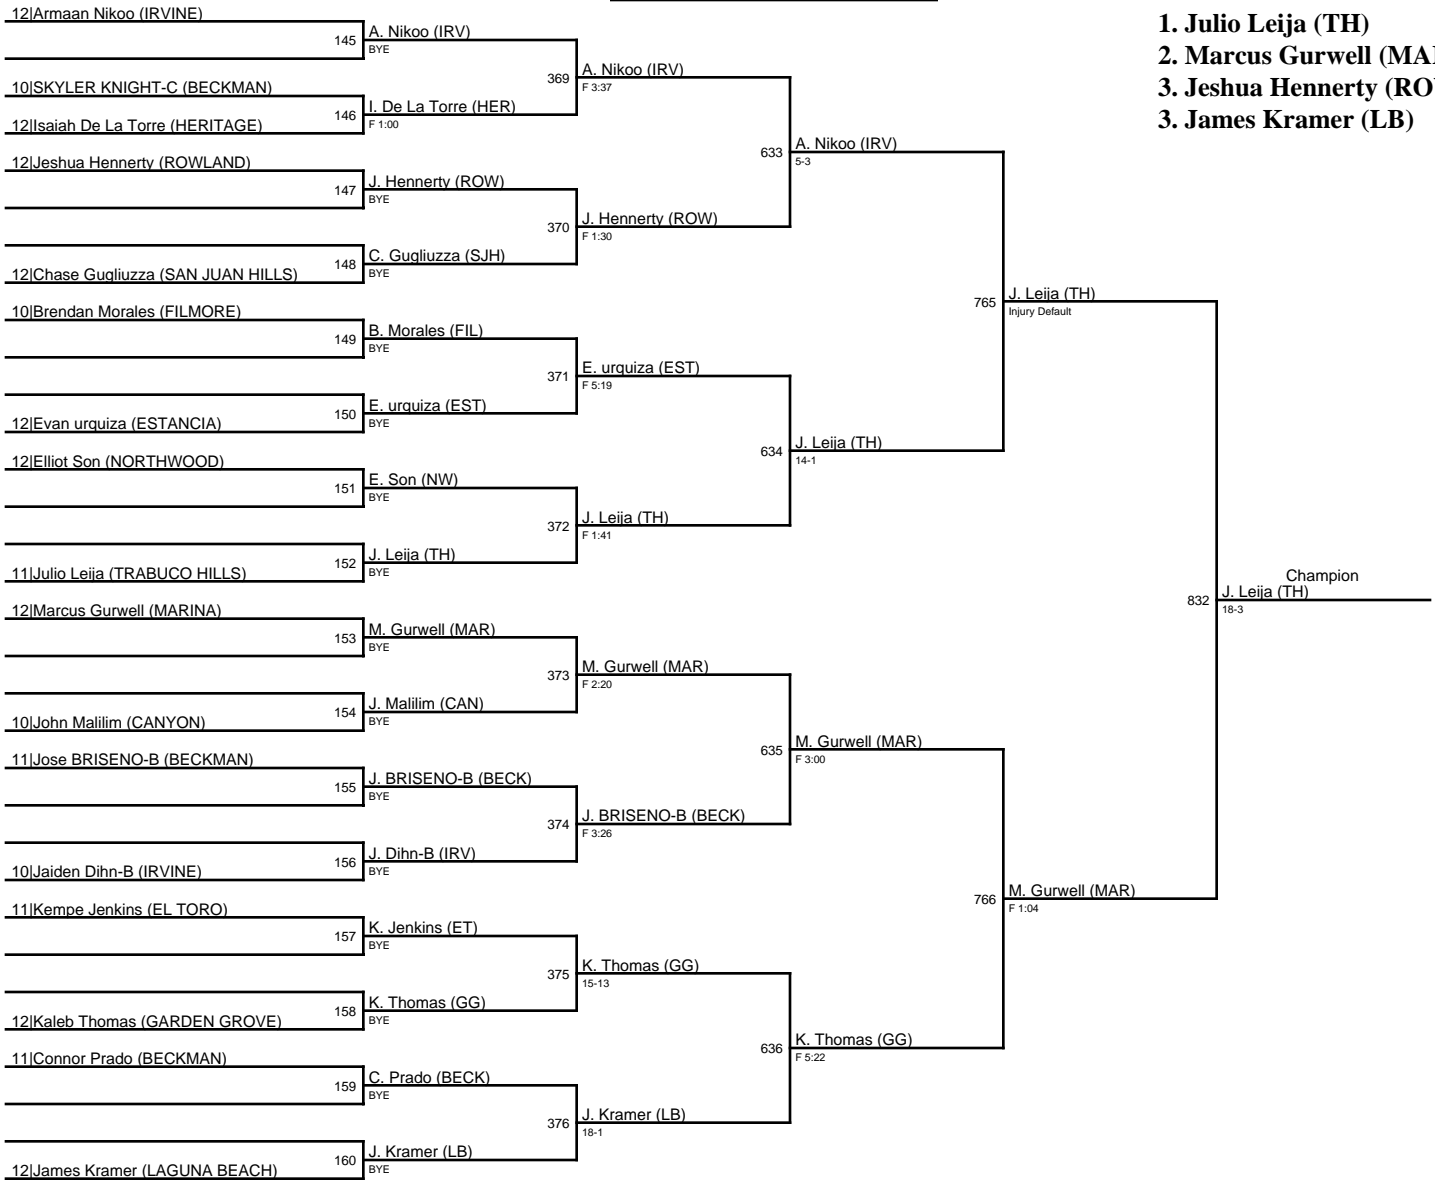 12|Armaan Nikoo (IRVINE)
145
A. Nikoo (IRV)
BYE
10|SKYLER KNIGHT-C (BECKMAN)
146
I. De La Torre (HER)
F 1:00
12|Isaiah De La Torre (HERITAGE)
12|Jeshua Hennerty (ROWLAND)
147
J. Hennerty (ROW)
BYE
148
C. Gugliuzza (SJH)
BYE
12|Chase Gugliuzza (SAN JUAN HILLS)
10|Brendan Morales (FILMORE)
149
B. Morales (FIL)
BYE
150
E. urquiza (EST)
BYE
12|Evan urquiza (ESTANCIA)
12|Elliot Son (NORTHWOOD)
151
E. Son (NW)
BYE
152
J. Leija (TH)
BYE
11|Julio Leija (TRABUCO HILLS)
12|Marcus Gurwell (MARINA)
153
M. Gurwell (MAR)
BYE
154
J. Malilim (CAN)
BYE
10|John Malilim (CANYON)
11|Jose BRISENO-B (BECKMAN)
155
J. BRISENO-B (BECK)
BYE
156
J. Dihn-B (IRV)
BYE
10|Jaiden Dihn-B (IRVINE)
11|Kempe Jenkins (EL TORO)
157
K. Jenkins (ET)
BYE
158
K. Thomas (GG)
BYE
12|Kaleb Thomas (GARDEN GROVE)
11|Connor Prado (BECKMAN)
159
C. Prado (BECK)
BYE
160
J. Kramer (LB)
BYE
12|James Kramer (LAGUNA BEACH)
369
A. Nikoo (IRV)
F 3:37
370
J. Hennerty (ROW)
F 1:30
371
E. urquiza (EST)
F 5:19
372
J. Leija (TH)
F 1:41
373
M. Gurwell (MAR)
F 2:20
374
J. BRISENO-B (BECK)
F 3:26
375
K. Thomas (GG)
15-13
376
J. Kramer (LB)
18-1
633
A. Nikoo (IRV)
5-3
634
J. Leija (TH)
14-1
635
M. Gurwell (MAR)
F 3:00
636
K. Thomas (GG)
F 5:22
765
J. Leija (TH)
Injury Default
766
M. Gurwell (MAR)
F 1:04
832
Champion
J. Leija (TH)
18-3
1. Julio Leija (TH)
2. Marcus Gurwell (MA
3. Jeshua Hennerty (RO
3. James Kramer (LB)